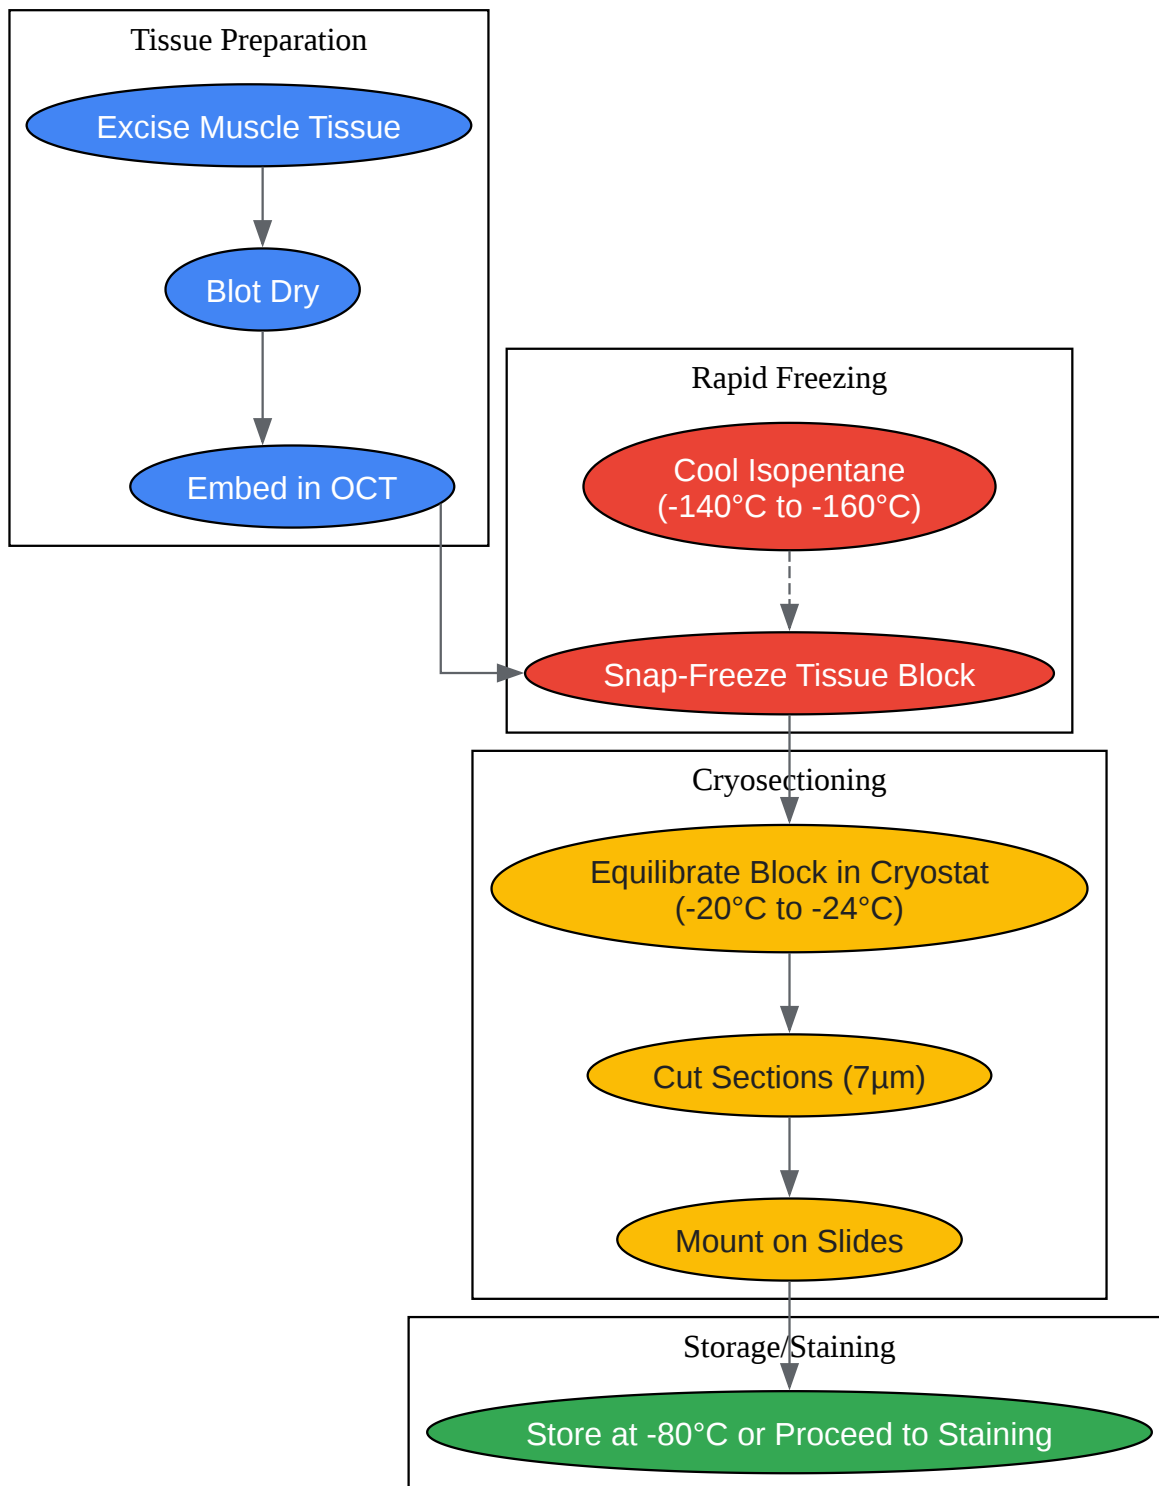 Tissue Preparation
Excise Muscle Tissue
Blot Dry
Embed in OCT
Rapid Freezing
Cool Isopentane
(-140°C to -160°C)
Snap-Freeze Tissue Block
Cryosectioning
Equilibrate Block in Cryostat
(-20°C to -24°C)
Cut Sections (7µm)
Mount on Slides
Storage/Staining
Store at -80°C or Proceed to Staining